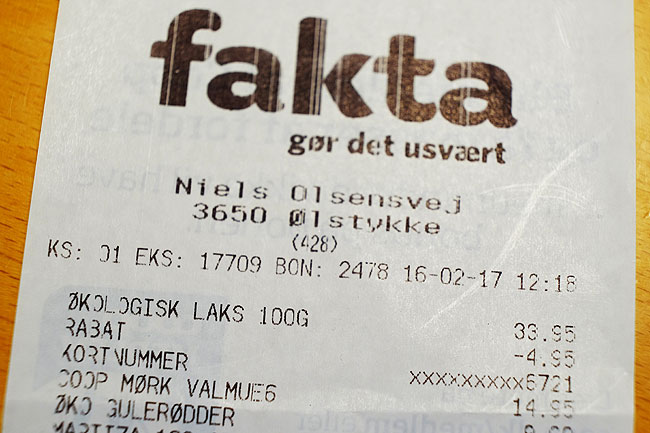 fakta
gør det usvært
Niels Olsensvej
3650 Ølstykke
(428)
KS: 01 EKS: 17709 BON: 2478 16-02-17 12:18
ØKOLOGISK LAKS 100G 33.95
RABAT -4.95
KORTNUMMER XXXXXXXXX6721
COOP MØRK VALMUE6 14.95
ØKO GULERØDDER